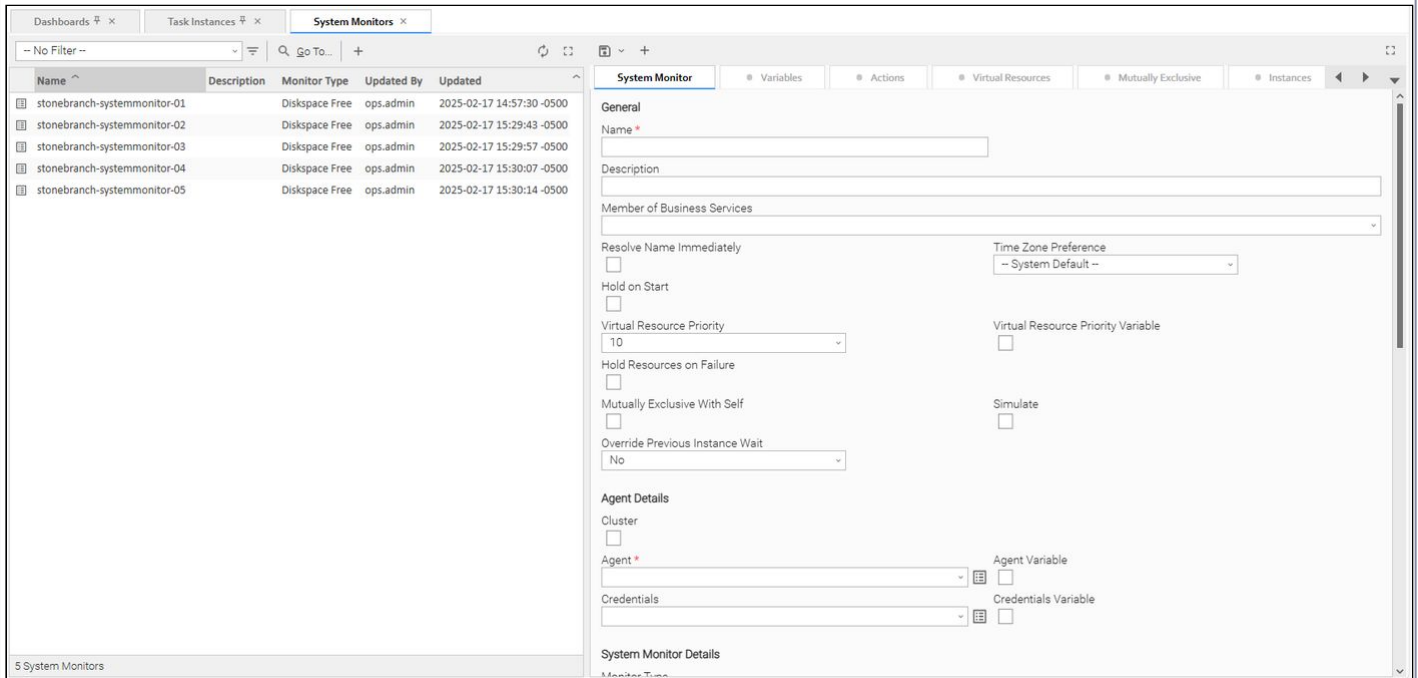 Dashboards
Task Instances
System Monitors
-- No Filter --
Go To...
Name Description Monitor Type Updated By Updated
stonebranch-systemmonitor-01 Diskspace Free ops.admin 2025-02-17 14:57:30 -0500
stonebranch-systemmonitor-02 Diskspace Free ops.admin 2025-02-17 15:29:43 -0500
stonebranch-systemmonitor-03 Diskspace Free ops.admin 2025-02-17 15:29:57 -0500
stonebranch-systemmonitor-04 Diskspace Free ops.admin 2025-02-17 15:30:07 -0500
stonebranch-systemmonitor-05 Diskspace Free ops.admin 2025-02-17 15:30:14 -0500
5 System Monitors
System Monitor
Variables
Actions
Virtual Resources
Mutually Exclusive
Instances
General
Name *
Description
Member of Business Services
Resolve Name Immediately
Time Zone Preference
-- System Default --
Hold on Start
Virtual Resource Priority
Virtual Resource Priority Variable
10
Hold Resources on Failure
Mutually Exclusive With Self
Simulate
Override Previous Instance Wait
No
Agent Details
Cluster
Agent *
Agent Variable
Credentials
Credentials Variable
System Monitor Details
Monitor Type